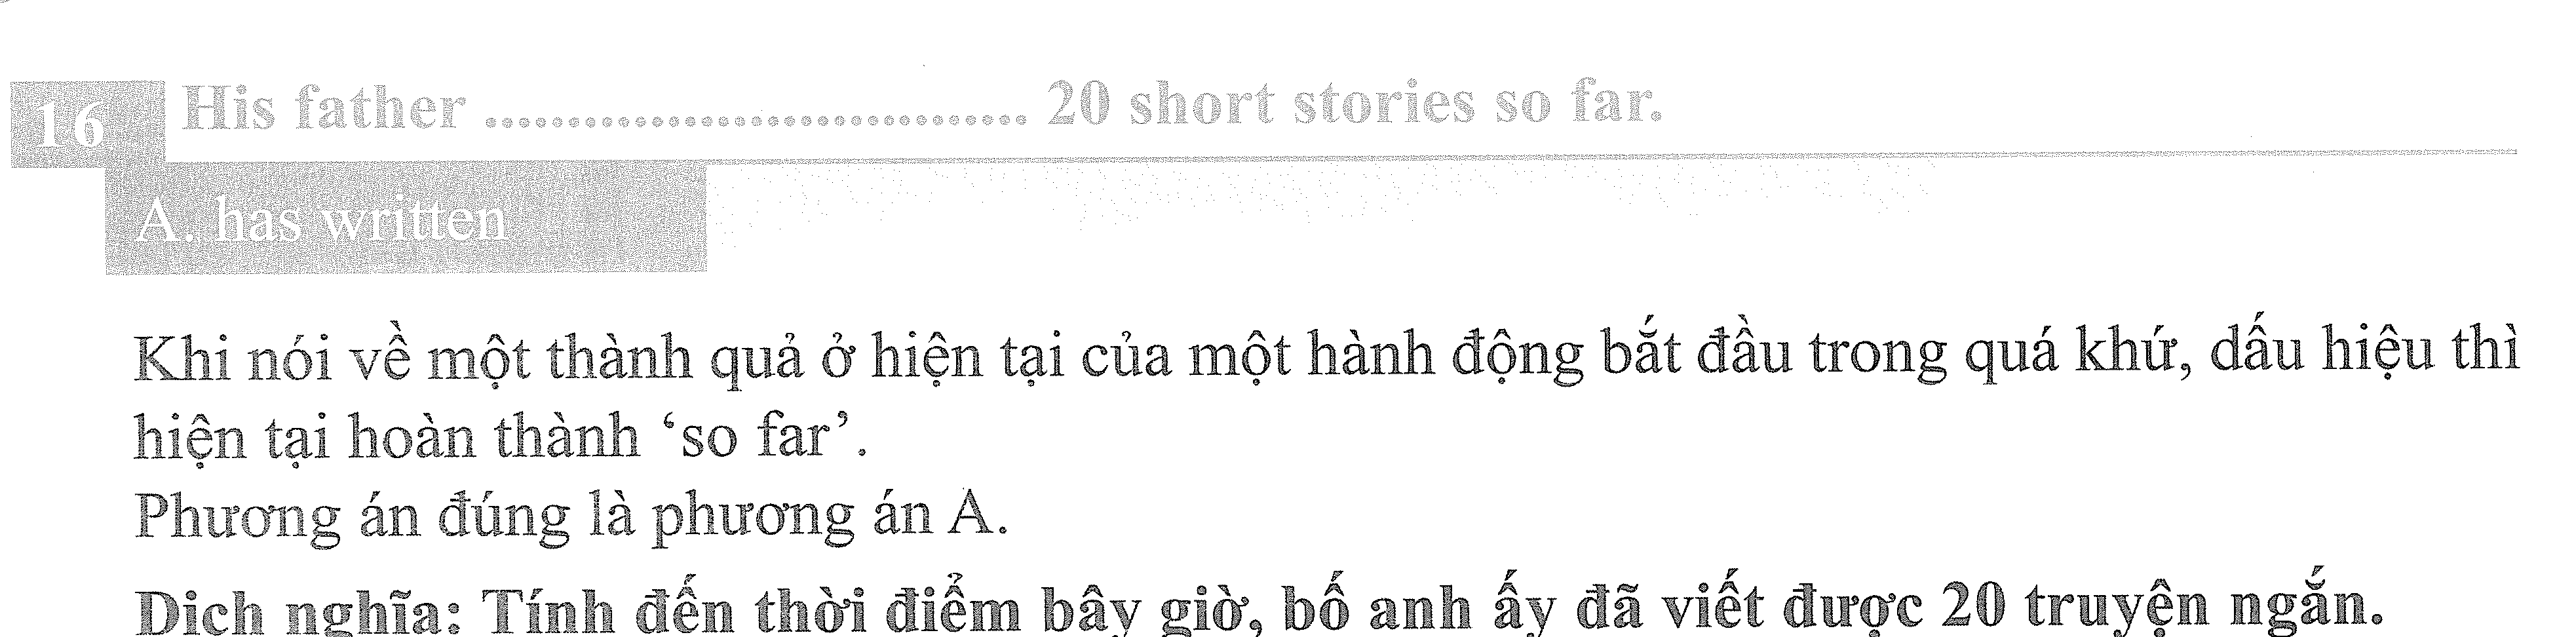 16 His father ................................. 20 short stories so far.
A. has written
Khi nói về một thành quả ở hiện tại của một hành động bắt đầu trong quá khứ, dấu hiệu thì
hiện tại hoàn thành ‘so far’.
Phương án đúng là phương án A.
Dịch nghĩa: Tính đến thời điểm bây giờ, bố anh ấy đã viết được 20 truyện ngắn.